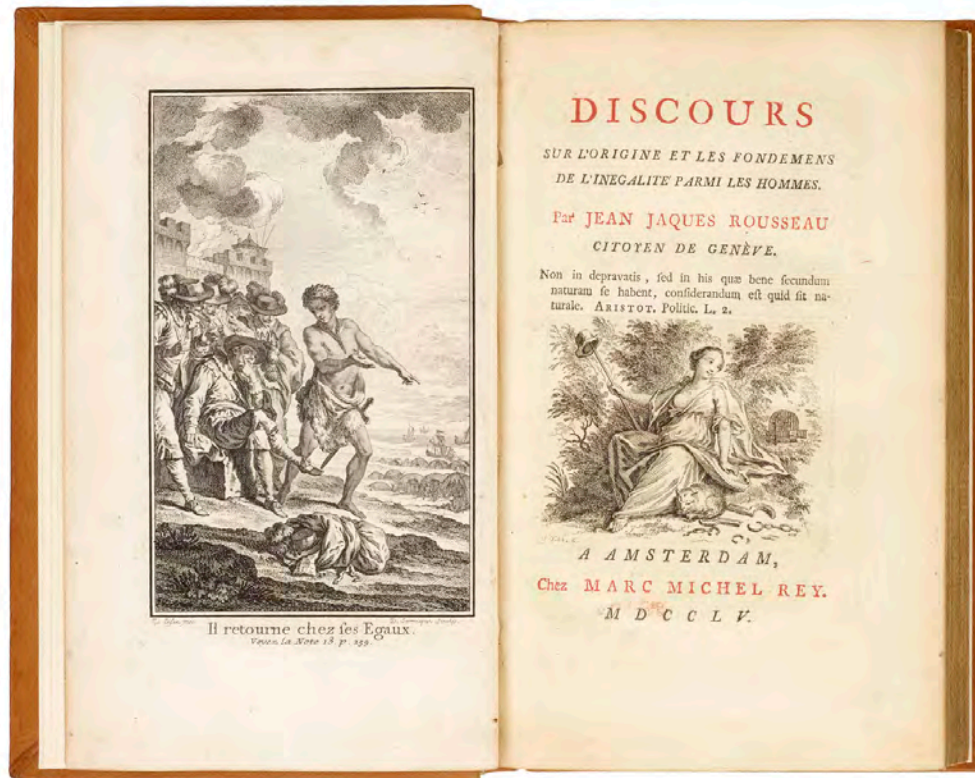 Il retourne chez ses Egaux.
Voyez la Note 13 p. 259.
DISCOURS
SUR L'ORIGINE ET LES FONDEMENS
DE L'INEGALITE PARMI LES HOMMES.
Par JEAN JAQUES ROUSSEAU
CITOYEN DE GENÈVE.
Non in depravatis, sed in his quæ bene secundum
naturam se habent, considerandum est quid sit na-
turale. ARISTOT. Politic. L. 2.
A AMSTERDAM,
Chez MARC MICHEL REY.
MDCCLV.